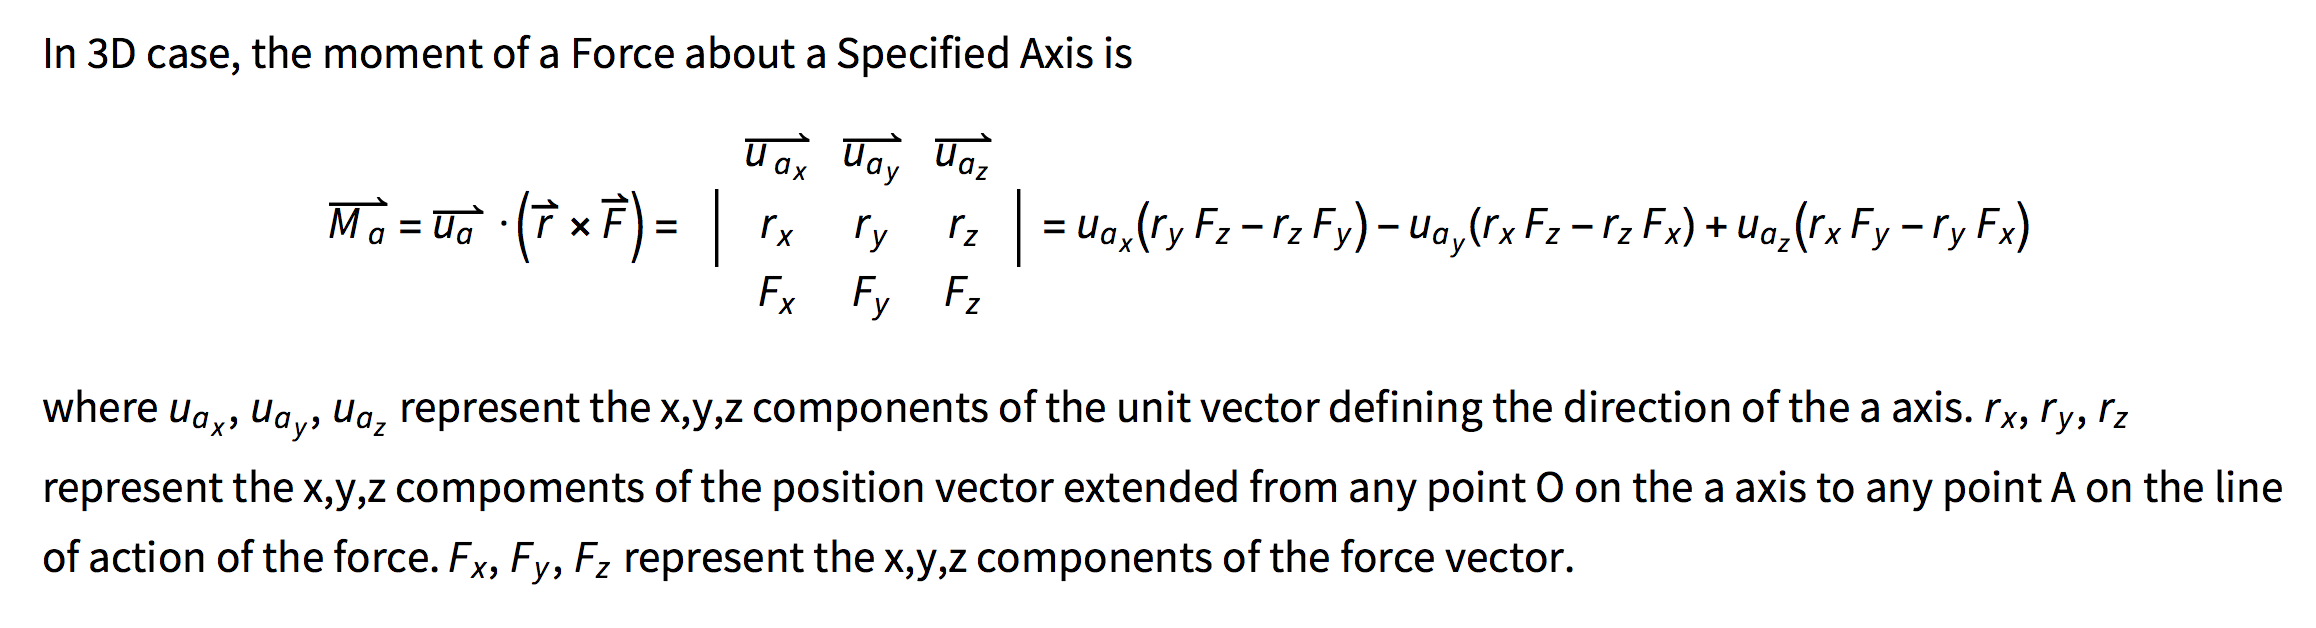 In 3D case, the moment of a Force about a Specified Axis is
$\overrightarrow{M_a} = \overrightarrow{u_a} \cdot (\vec{r} \times \vec{F}) = \begin{vmatrix} \overrightarrow{u_{a_x}} & \overrightarrow{u_{a_y}} & \overrightarrow{u_{a_z}} \\ r_x & r_y & r_z \\ F_x & F_y & F_z \end{vmatrix} = u_{a_x}(r_y F_z - r_z F_y) - u_{a_y}(r_x F_z - r_z F_x) + u_{a_z}(r_x F_y - r_y F_x)$
where $u_{a_x}, u_{a_y}, u_{a_z}$ represent the x,y,z components of the unit vector defining the direction of the a axis. $r_x, r_y, r_z$
represent the x,y,z compoments of the position vector extended from any point O on the a axis to any point A on the line
of action of the force. $F_x, F_y, F_z$ represent the x,y,z components of the force vector.